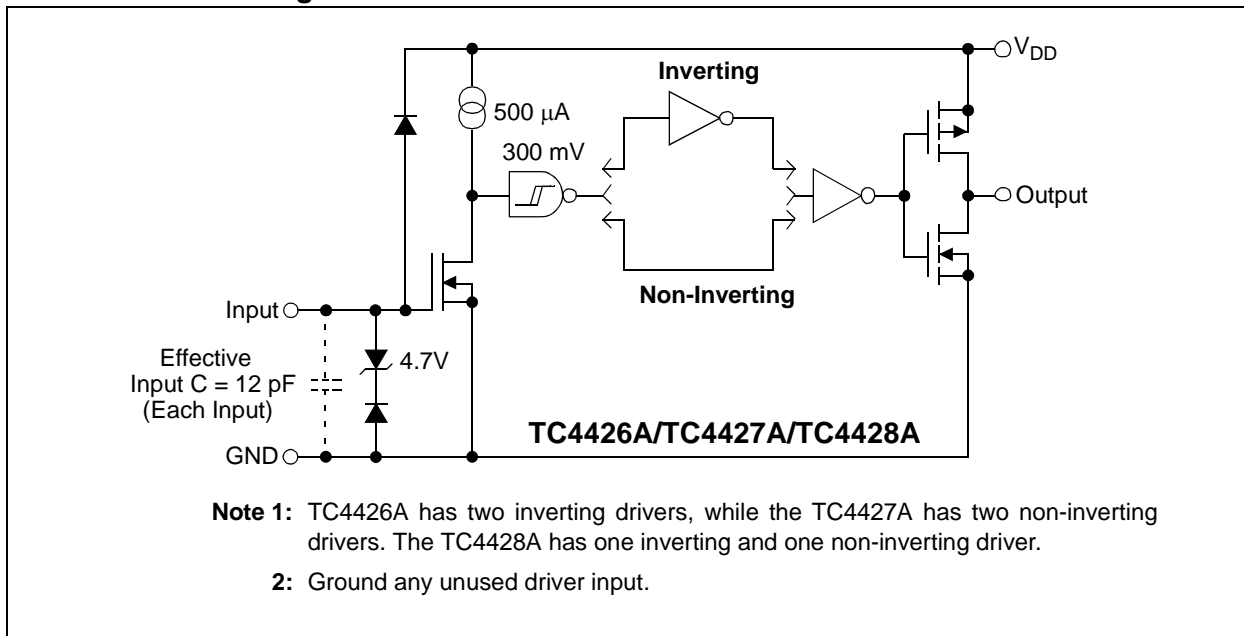 V_DD
Inverting
500 μA
300 mV
Output
Non-Inverting
Input
Effective
Input C = 12 pF
(Each Input)
4.7V
TC4426A/TC4427A/TC4428A
GND
Note 1: TC4426A has two inverting drivers, while the TC4427A has two non-inverting
drivers. The TC4428A has one inverting and one non-inverting driver.
2: Ground any unused driver input.